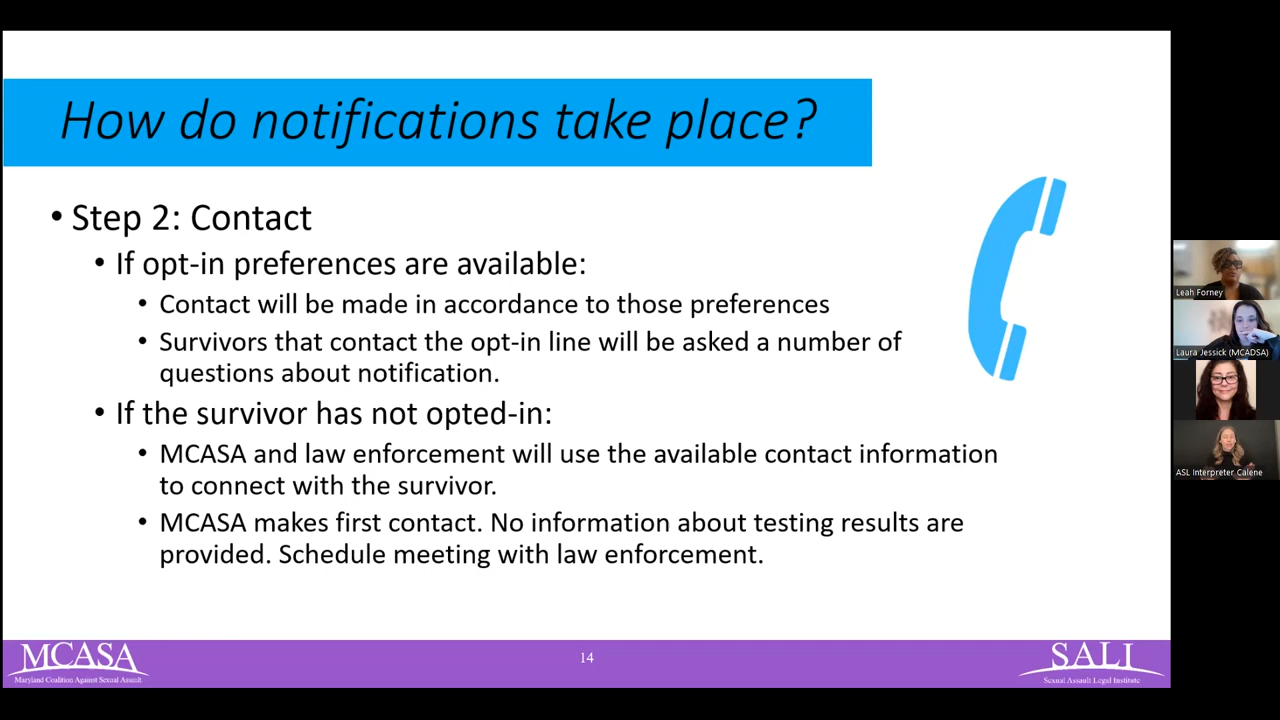 How do notifications take place?
• Step 2: Contact
• If opt-in preferences are available:
• Contact will be made in accordance to those preferences
• Survivors that contact the opt-in line will be asked a number of
questions about notification.
• If the survivor has not opted-in:
• MCASA and law enforcement will use the available contact information
to connect with the survivor.
• MCASA makes first contact. No information about testing results are
provided. Schedule meeting with law enforcement.
Leah Forney
Laura Jessick (MCADSA)
ASL Interpreter Calene
MCASA
Maryland Coalition Against Sexual Assault
14
SALI
Sexual Assault Legal Institute